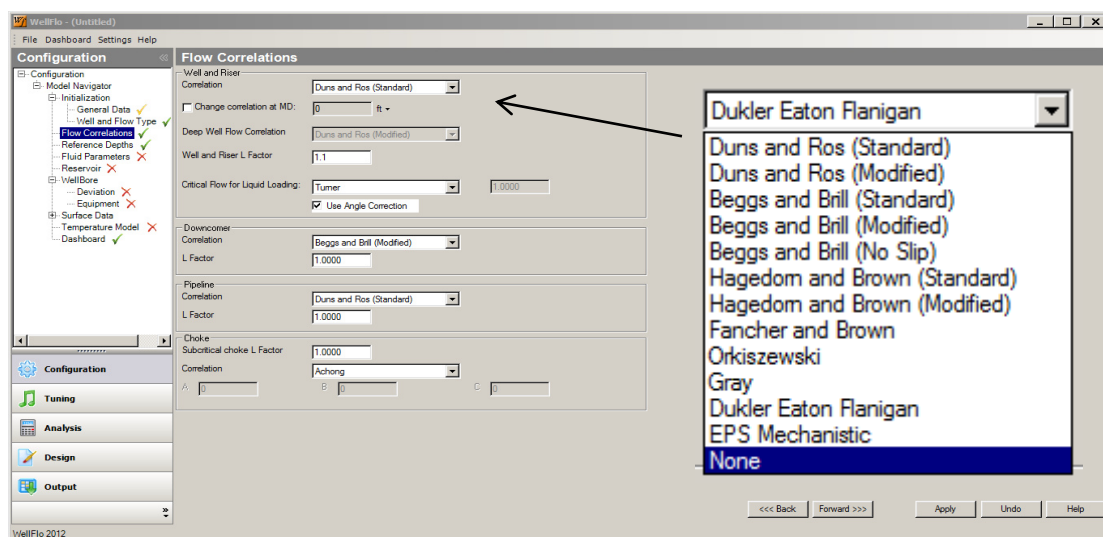 WellFlo - (Untitled)
File Dashboard Settings Help
Configuration
Configuration
Model Navigator
Initialization
General Data
Well and Flow Type
Flow Correlations
Reference Depths
Fluid Parameters
Reservoir
WellBore
Deviation
Equipment
Surface Data
Temperature Model
Dashboard
Configuration
Tuning
Analysis
Design
Output
WellFlo 2012
Flow Correlations
Well and Riser
Correlation Duns and Ros (Standard)
Change correlation at MD: 0 ft
Deep Well Flow Correlation Duns and Ros (Modified)
Well and Riser L Factor 1.1
Critical Flow for Liquid Loading: Turner 1.0000
Use Angle Correction
Downcomer
Correlation Beggs and Brill (Modified)
L Factor 1.0000
Pipeline
Correlation Duns and Ros (Standard)
L Factor 1.0000
Choke
Subcritical choke L Factor 1.0000
Correlation Achong
A 0 B 0 C 0
Dukler Eaton Flanigan
Duns and Ros (Standard)
Duns and Ros (Modified)
Beggs and Brill (Standard)
Beggs and Brill (Modified)
Beggs and Brill (No Slip)
Hagedorn and Brown (Standard)
Hagedorn and Brown (Modified)
Fancher and Brown
Orkiszewski
Gray
Dukler Eaton Flanigan
EPS Mechanistic
None
<<< Back Forward >>> Apply Undo Help